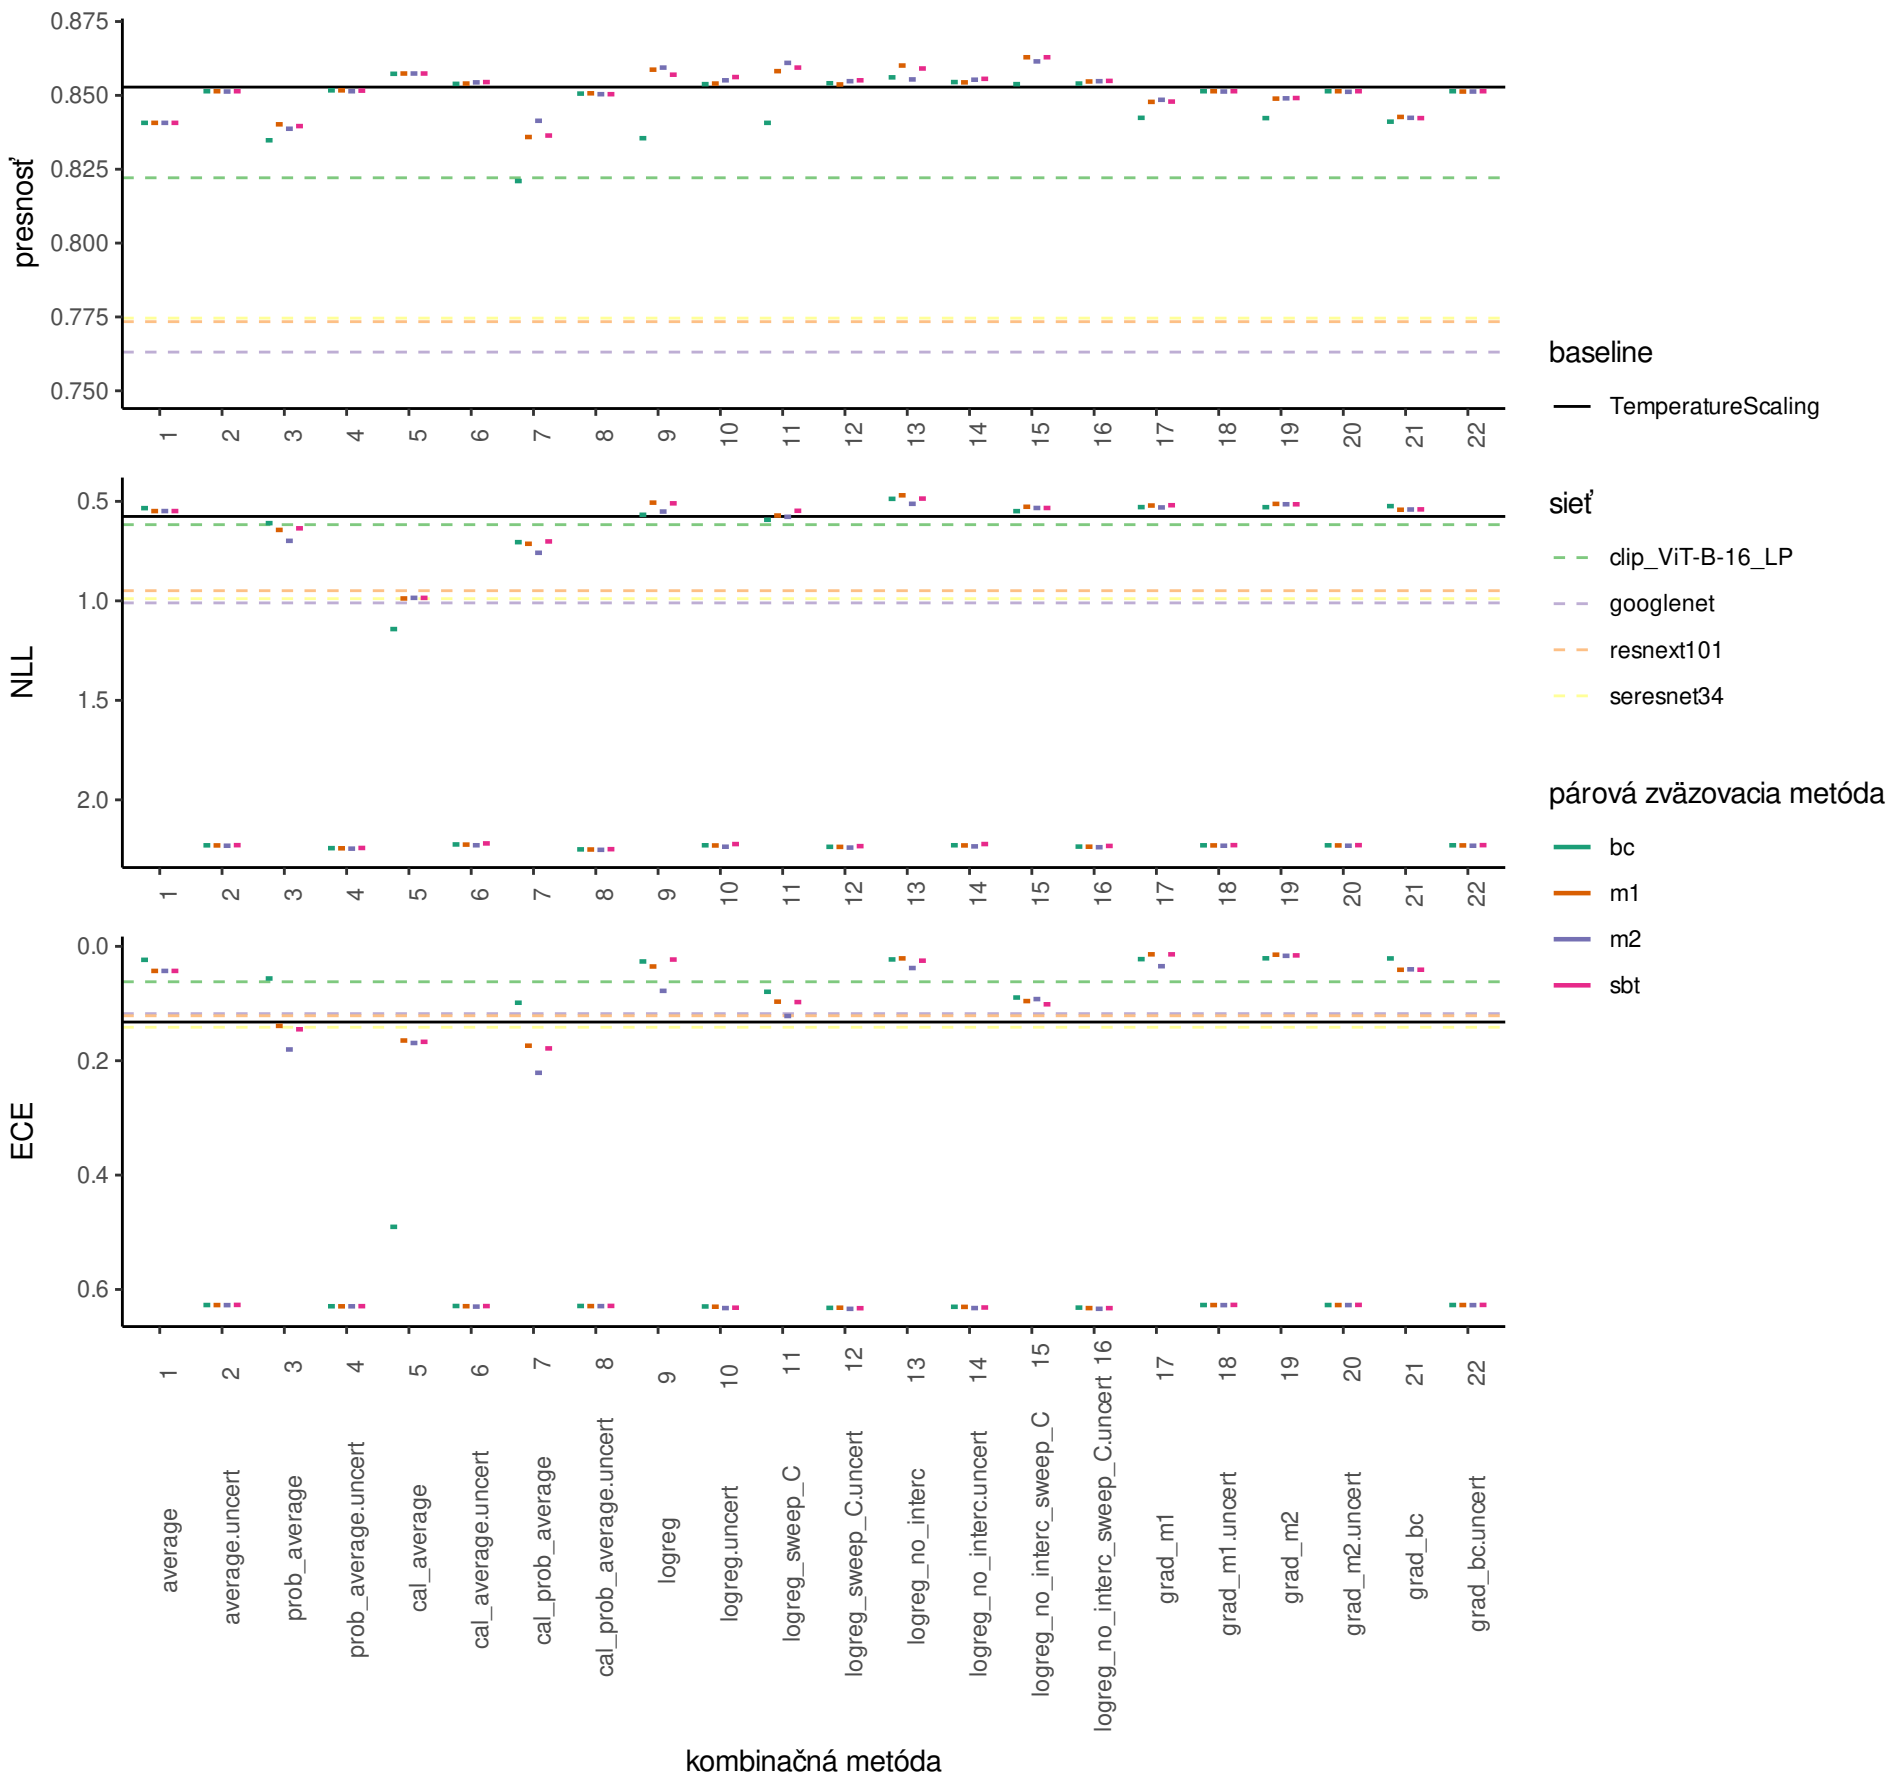 0.875
0.850
0.825
0.800
0.775
0.750
presnosť
1 2 3 4 5 6 7 8 9 10 11 12 13 14 15 16 17 18 19 20 21 22
0.5
1.0
1.5
2.0
NLL
1 2 3 4 5 6 7 8 9 10 11 12 13 14 15 16 17 18 19 20 21 22
0.0
0.2
0.4
0.6
ECE
average 1
average.uncert 2
prob_average 3
prob_average.uncert 4
cal_average 5
cal_average.uncert 6
cal_prob_average 7
cal_prob_average.uncert 8
logreg 9
logreg.uncert 10
logreg_sweep_C 11
logreg_sweep_C.uncert 12
logreg_no_interc 13
logreg_no_interc.uncert 14
logreg_no_interc_sweep_C 15
logreg_no_interc_sweep_C.uncert 16
grad_m1 17
grad_m1.uncert 18
grad_m2 19
grad_m2.uncert 20
grad_bc 21
grad_bc.uncert 22
kombinačná metóda
baseline
TemperatureScaling
sieť
clip_ViT-B-16_LP
googlenet
resnext101
seresnet34
párová zväzovacia metóda
bc
m1
m2
sbt